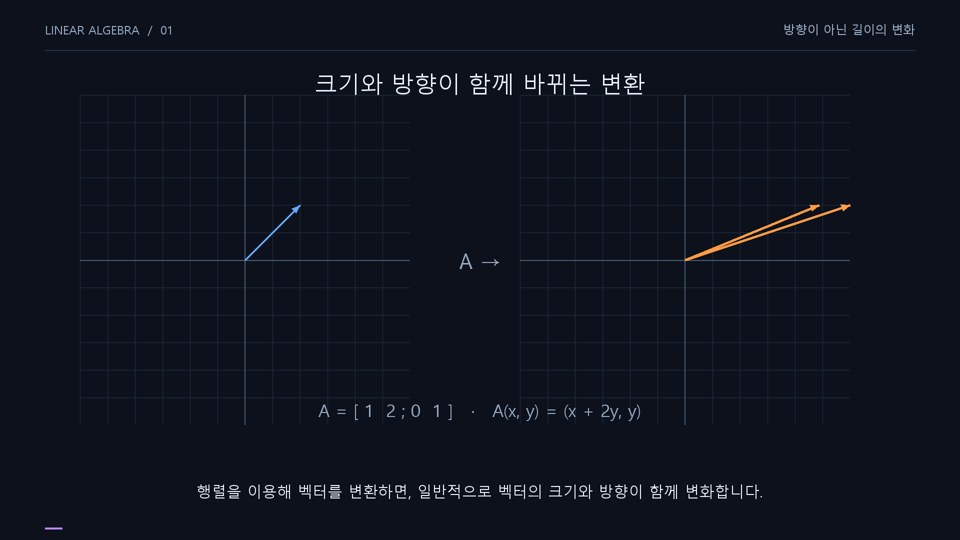 LINEAR ALGEBRA / 01
방향이 아닌 길이의 변화
크기와 방향이 함께 바뀌는 변환
A →
A = [ 1 2 ; 0 1 ] · A(x, y) = (x + 2y, y)
행렬을 이용해 벡터를 변환하면, 일반적으로 벡터의 크기와 방향이 함께 변화합니다.